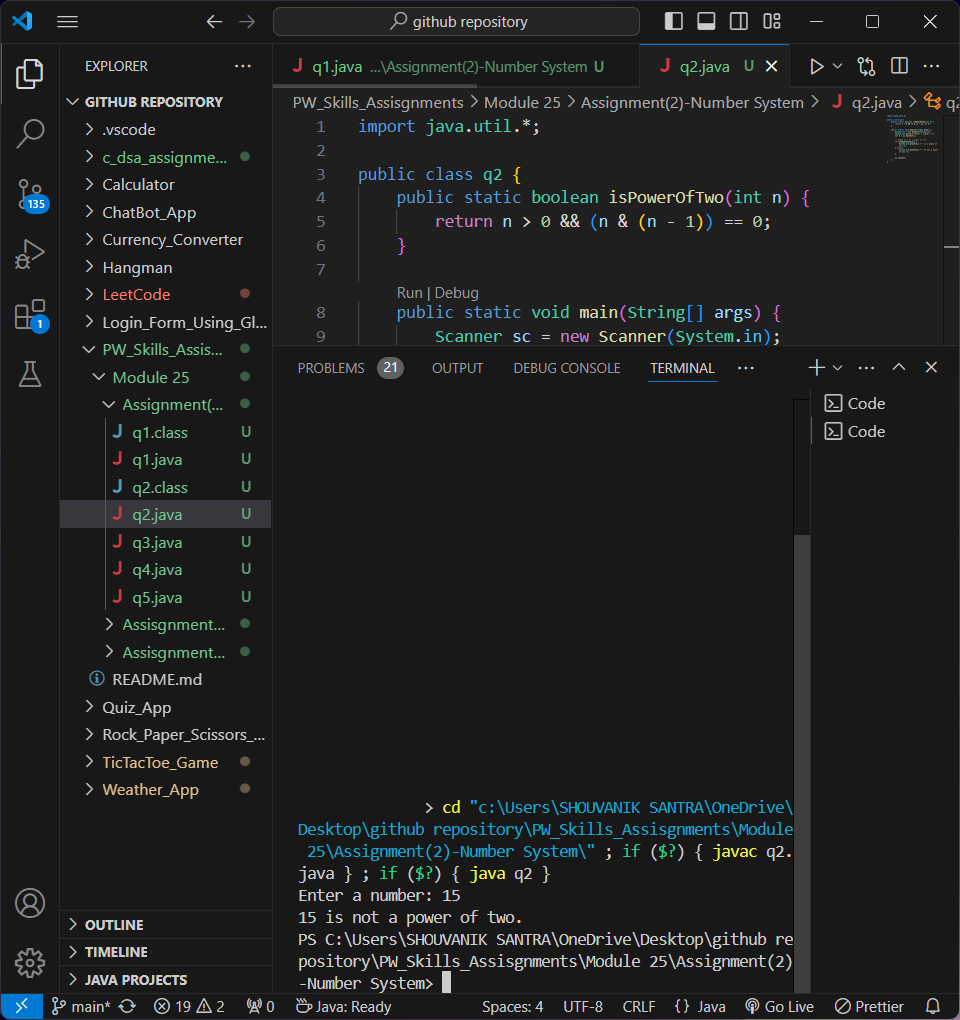 github repository
EXPLORER
GITHUB REPOSITORY
.vscode
c_dsa_assignme...
Calculator
ChatBot_App
Currency_Converter
Hangman
LeetCode
Login_Form_Using_Gl...
PW_Skills_Assis...
Module 25
Assignment(...
q1.class U
q1.java U
q2.class U
q2.java U
q3.java U
q4.java U
q5.java U
Assisgnment...
Assisgnment...
README.md
Quiz_App
Rock_Paper_Scissors_...
TicTacToe_Game
Weather_App
OUTLINE
TIMELINE
JAVA PROJECTS
135
1
q1.java ...\Assignment(2)-Number System U
q2.java U
PW_Skills_Assisgnments > Module 25 > Assignment(2)-Number System > q2.java > q2
1 import java.util.*;
2
3 public class q2 {
4 public static boolean isPowerOfTwo(int n) {
5 return n > 0 && (n & (n - 1)) == 0;
6 }
7
Run | Debug
8 public static void main(String[] args) {
9 Scanner sc = new Scanner(System.in);
PROBLEMS 21 OUTPUT DEBUG CONSOLE TERMINAL
Code
Code
> cd "c:\Users\SHOUVANIK SANTRA\OneDrive\
Desktop\github repository\PW_Skills_Assisgnments\Module
25\Assignment(2)-Number System\" ; if ($?) { javac q2.
java } ; if ($?) { java q2 }
Enter a number: 15
15 is not a power of two.
PS C:\Users\SHOUVANIK SANTRA\OneDrive\Desktop\github re
pository\PW_Skills_Assisgnments\Module 25\Assignment(2)
-Number System>
main* 19 2 0 Java: Ready Spaces: 4 UTF-8 CRLF {} Java Go Live Prettier